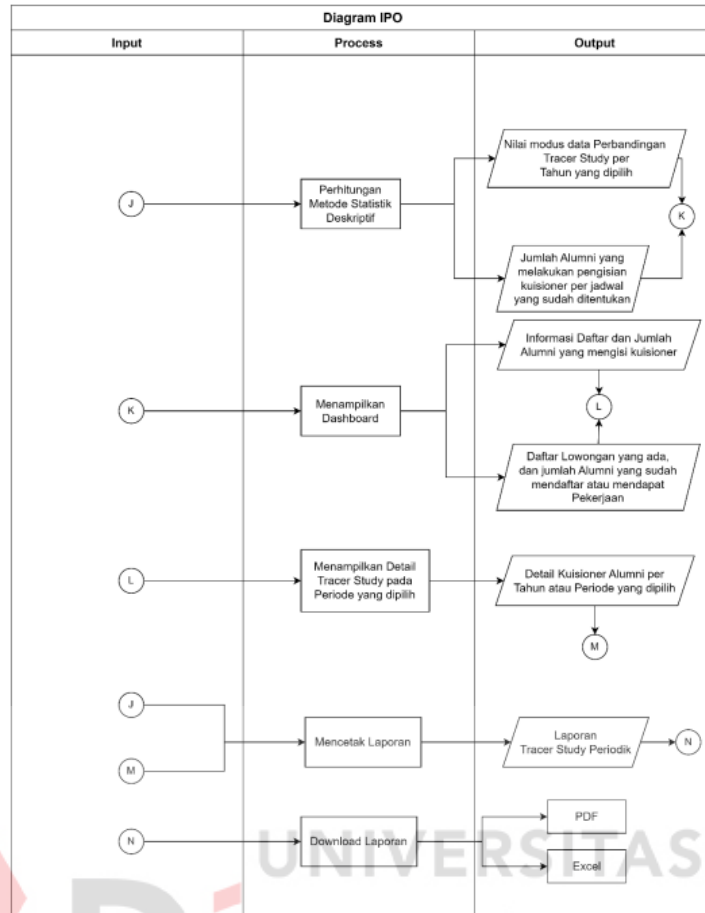 Diagram IPO
Input
Process
Output
J
Perhitungan
Metode Statistik
Deskriptif
Nilai modus data Perbandingan
Tracer Study per
Tahun yang dipilih
K
Jumlah Alumni yang
melakukan pengisian
kuisioner per jadwal
yang sudah ditentukan
K
Menampilkan
Dashboard
Informasi Daftar dan Jumlah
Alumni yang mengisi kuisioner
L
Daftar Lowongan yang ada,
dan jumlah Alumni yang sudah
mendaftar atau mendapat
Pekerjaan
L
Menampilkan Detail
Tracer Study pada
Periode yang dipilih
Detail Kuisioner Alumni per
Tahun atau Periode yang dipilih
M
J
M
Mencetak Laporan
Laporan
Tracer Study Periodik
N
N
Download Laporan
PDF
Excel
UNIVERSITAS